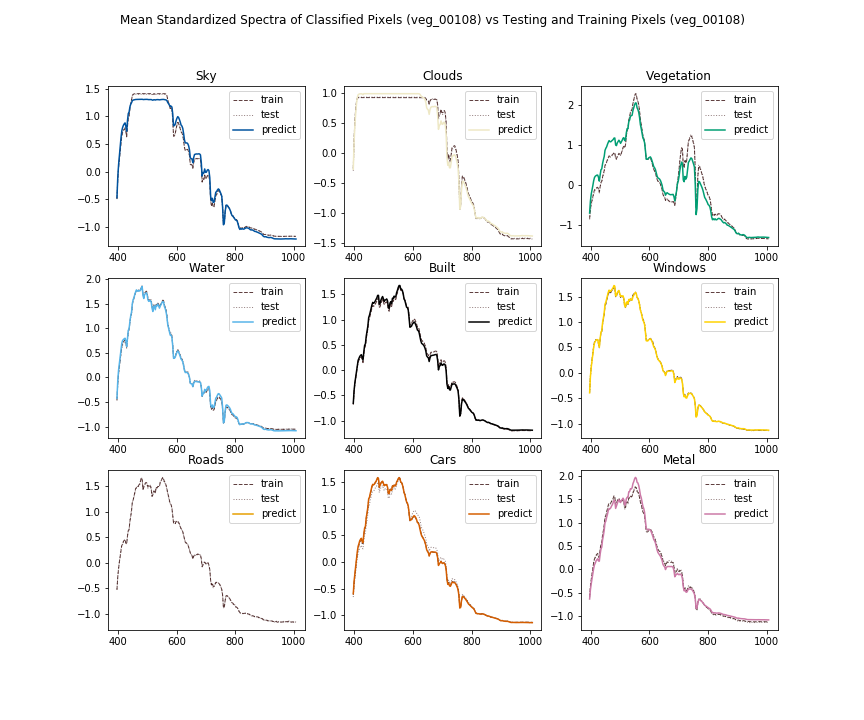 Mean Standardized Spectra of Classified Pixels (veg_00108) vs Testing and Training Pixels (veg_00108)
Sky
1.5
1.0
0.5
0.0
−0.5
−1.0
400
600
800
1000
train
test
predict
Clouds
1.0
0.5
0.0
−0.5
−1.0
−1.5
400
600
800
1000
train
test
predict
Vegetation
2
1
0
−1
400
600
800
1000
train
test
predict
Water
2.0
1.5
1.0
0.5
0.0
−0.5
−1.0
400
600
800
1000
train
test
predict
Built
1.5
1.0
0.5
0.0
−0.5
−1.0
400
600
800
1000
train
test
predict
Windows
1.5
1.0
0.5
0.0
−0.5
−1.0
400
600
800
1000
train
test
predict
Roads
1.5
1.0
0.5
0.0
−0.5
−1.0
400
600
800
1000
train
test
predict
Cars
1.5
1.0
0.5
0.0
−0.5
−1.0
400
600
800
1000
train
test
predict
Metal
2.0
1.5
1.0
0.5
0.0
−0.5
−1.0
400
600
800
1000
train
test
predict